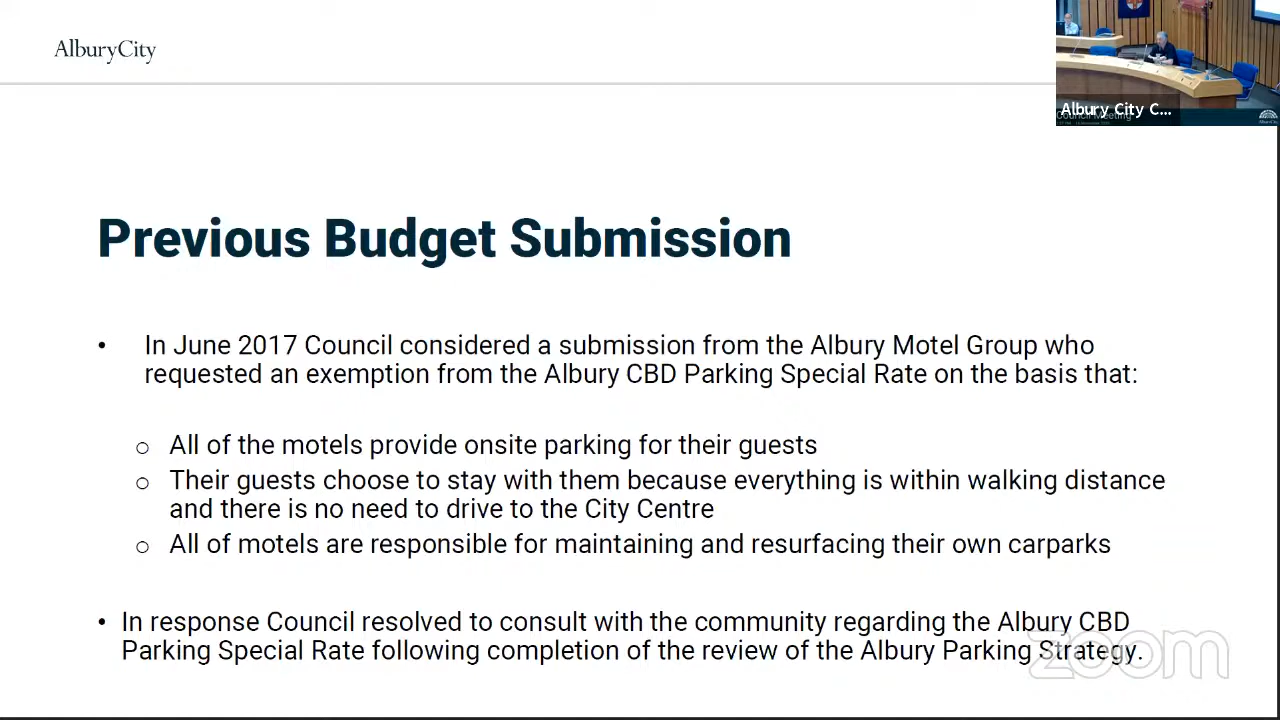 AlburyCity
Albury City C...
Council Meeting
Previous Budget Submission
• In June 2017 Council considered a submission from the Albury Motel Group who
requested an exemption from the Albury CBD Parking Special Rate on the basis that:
o All of the motels provide onsite parking for their guests
o Their guests choose to stay with them because everything is within walking distance
and there is no need to drive to the City Centre
o All of motels are responsible for maintaining and resurfacing their own carparks
• In response Council resolved to consult with the community regarding the Albury CBD
Parking Special Rate following completion of the review of the Albury Parking Strategy.
zoom